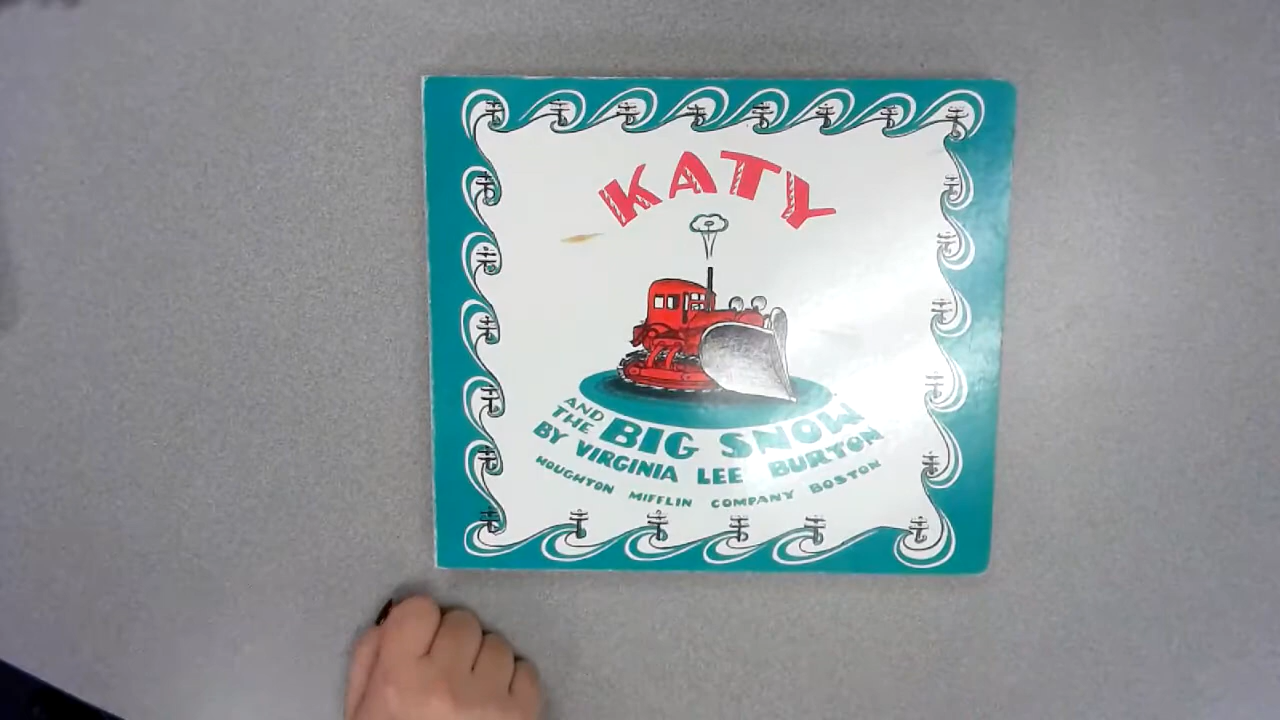 KATY
AND THE BIG SNOW
BY VIRGINIA LEE BURTON
HOUGHTON MIFFLIN COMPANY BOSTON